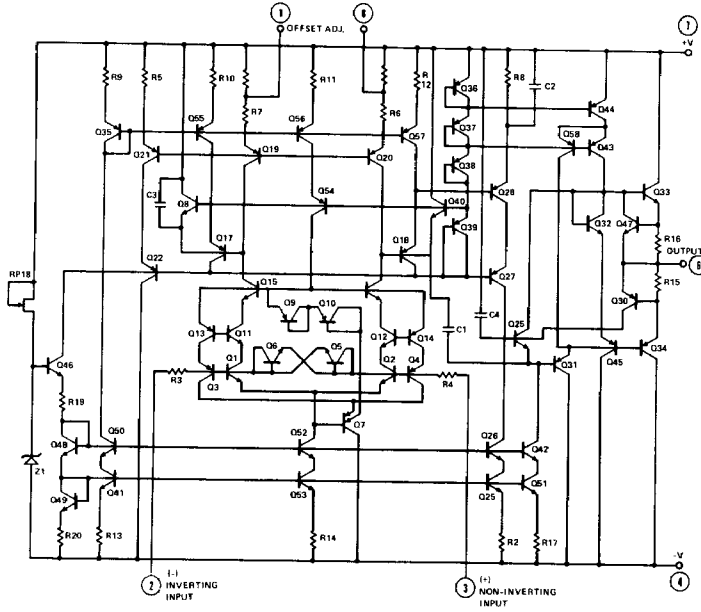 1
6
OFFSET ADJ.
7
+V
R9
R5
R10
R11
R
12
R8
C2
Q36
Q44
Q35
Q55
R7
Q56
R6
Q57
Q37
Q58
Q21
Q19
Q20
Q43
Q38
C3
Q8
Q54
Q40
Q28
Q33
Q32
Q47
Q39
R16
Q17
Q18
Q22
Q27
OUTPUT
6
RP18
Q15
R15
Q9
Q10
Q30
C1
C4
Q13
Q11
Q12
Q14
Q25
Q6
Q5
Q34
Q46
Q1
Q2
Q4
Q31
Q45
R3
Q3
R4
R19
Q7
Q48
Q50
Q52
Q26
Q42
Z1
Q49
Q41
Q53
Q25
Q51
R20
R13
R14
R2
R17
-V
4
2
(-)
INVERTING
INPUT
3
(+)
NON-INVERTING
INPUT